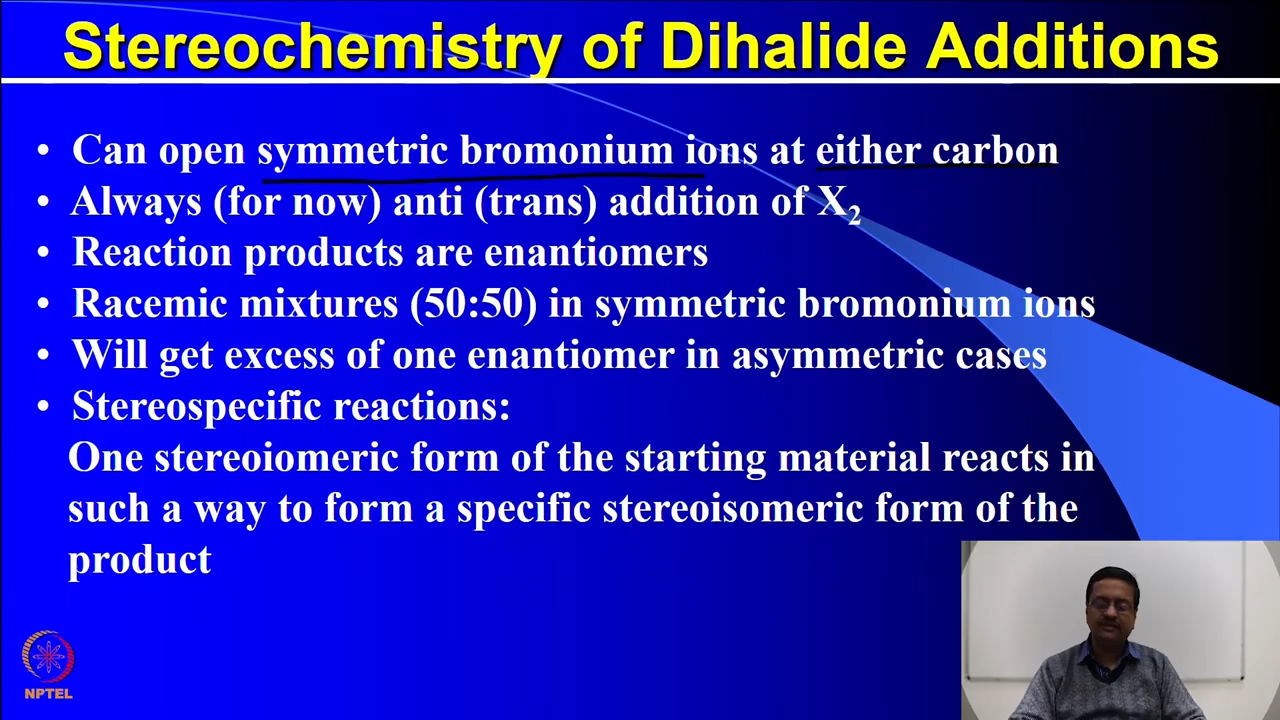 Stereochemistry of Dihalide Additions
• Can open symmetric bromonium ions at either carbon
• Always (for now) anti (trans) addition of X₂
• Reaction products are enantiomers
• Racemic mixtures (50:50) in symmetric bromonium ions
• Will get excess of one enantiomer in asymmetric cases
• Stereospecific reactions:
One stereoiomeric form of the starting material reacts in
such a way to form a specific stereoisomeric form of the
product
NPTEL